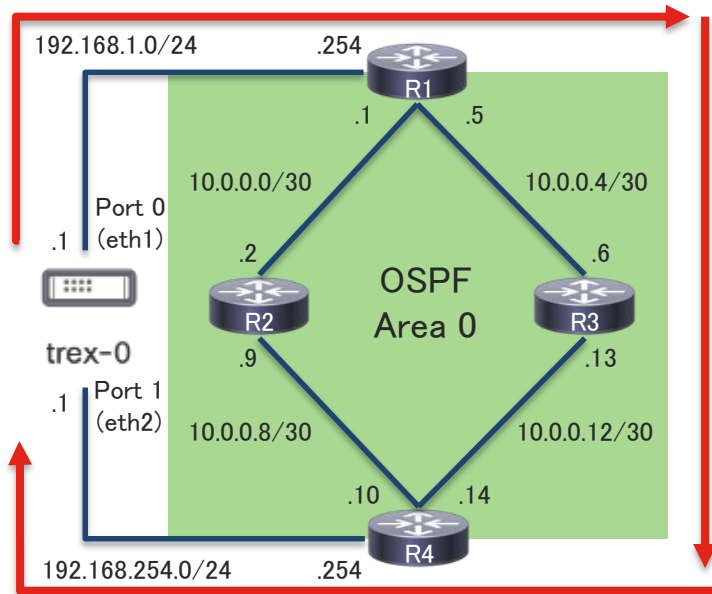 192.168.1.0/24
.254
R1
.1
.5
10.0.0.0/30
10.0.0.4/30
Port 0
(eth1)
.1
.2
.6
OSPF
Area 0
R2
R3
trex-0
.9
.13
Port 1
(eth2)
.1
10.0.0.8/30
10.0.0.12/30
.10
.14
R4
192.168.254.0/24
.254